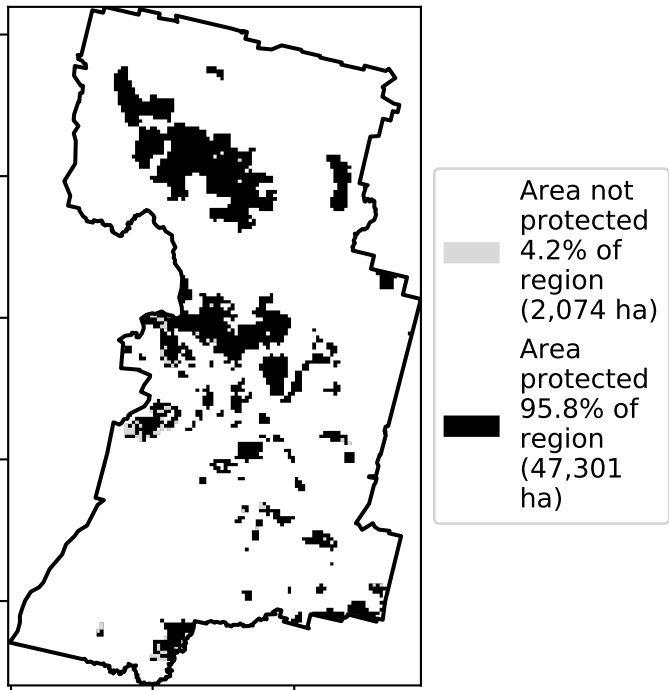 Area not
protected
4.2% of
region
(2,074 ha)
Area
protected
95.8% of
region
(47,301
ha)